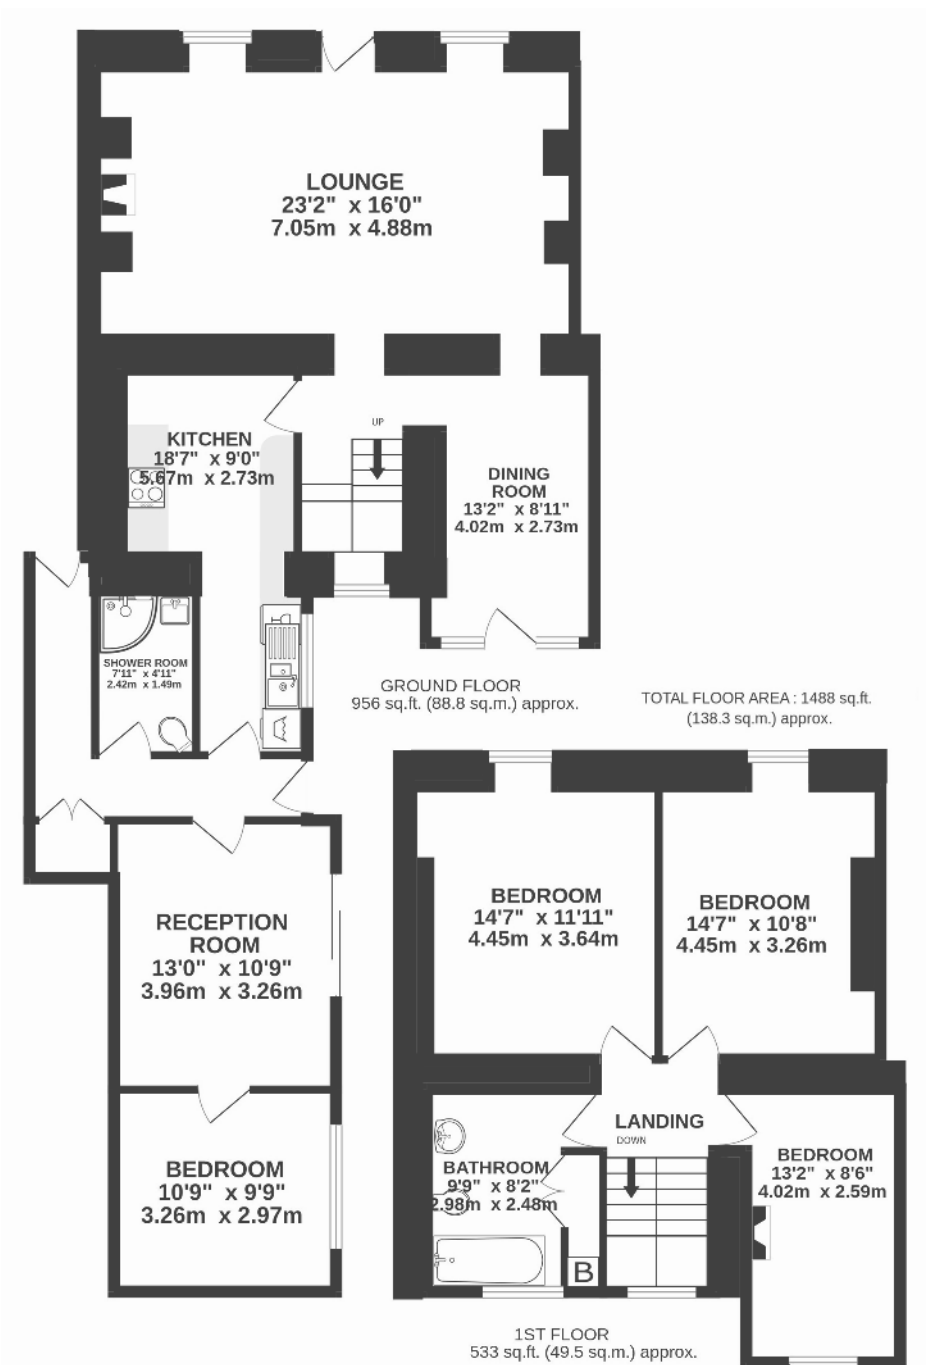 LOUNGE
23'2" x 16'0"
7.05m x 4.88m
UP
KITCHEN
18'7" x 9'0"
5.67m x 2.73m
DINING
ROOM
13'2" x 8'11"
4.02m x 2.73m
SHOWER ROOM
7'11" x 4'11"
2.42m x 1.49m
GROUND FLOOR
956 sq.ft. (88.8 sq.m.) approx.
TOTAL FLOOR AREA : 1488 sq.ft.
(138.3 sq.m.) approx.
RECEPTION
ROOM
13'0" x 10'9"
3.96m x 3.26m
BEDROOM
14'7" x 11'11"
4.45m x 3.64m
BEDROOM
14'7" x 10'8"
4.45m x 3.26m
LANDING
DOWN
BEDROOM
10'9" x 9'9"
3.26m x 2.97m
BATHROOM
9'9" x 8'2"
2.98m x 2.48m
BEDROOM
13'2" x 8'6"
4.02m x 2.59m
B
1ST FLOOR
533 sq.ft. (49.5 sq.m.) approx.